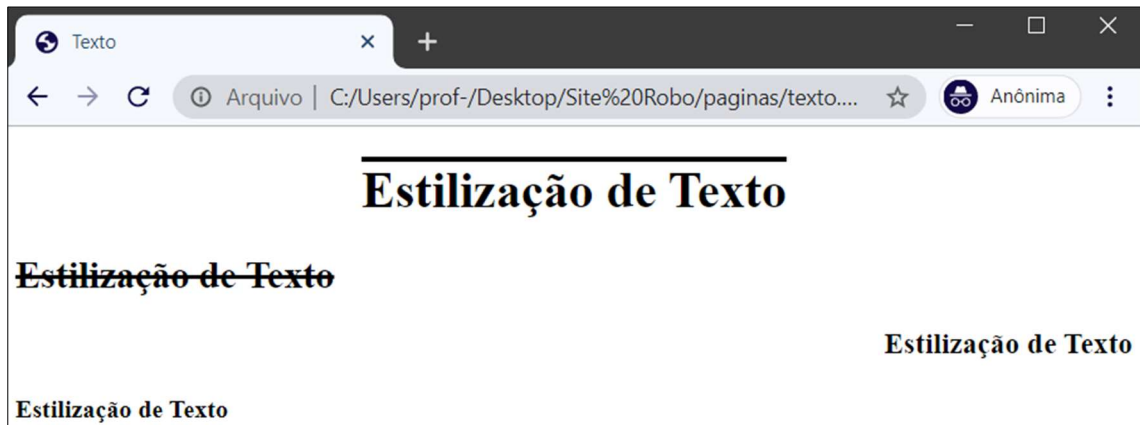 Texto
Arquivo | C:/Users/prof-/Desktop/Site%20Robo/paginas/texto.... Anônima
Estilização de Texto
Estilização de Texto
Estilização de Texto
Estilização de Texto